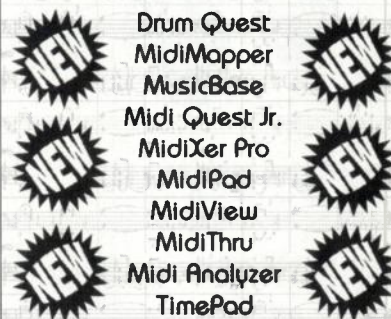 Drum Quest
NEW NEW
MidiMapper
MusicBase
Midi Quest Jr.
NEW NEW
MidiXer Pro
MidiPad
MidiView
MidiThru
NEW NEW
Midi Analyzer
TimePad